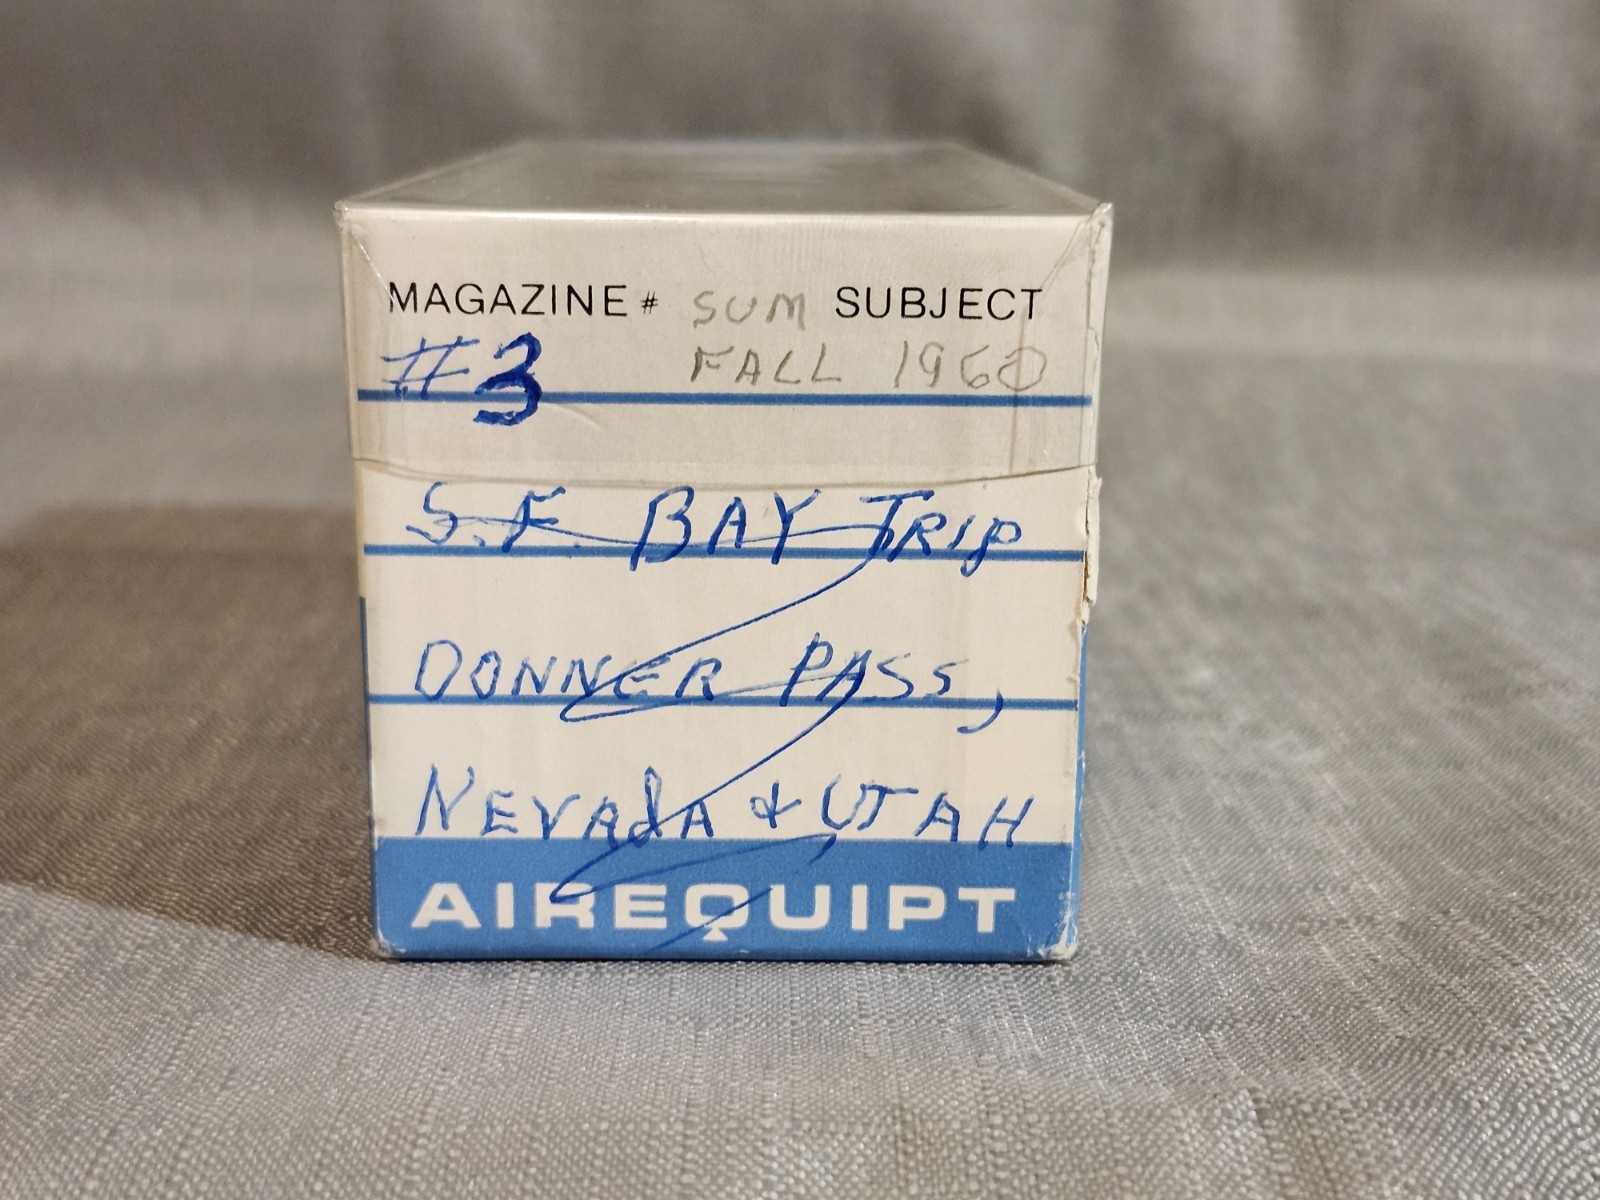 MAGAZINE # SUM SUBJECT
#3 FALL 1960
S.F. BAY TRIP
DONNER PASS,
NEVAdA & UTAH
AIREQUIPT